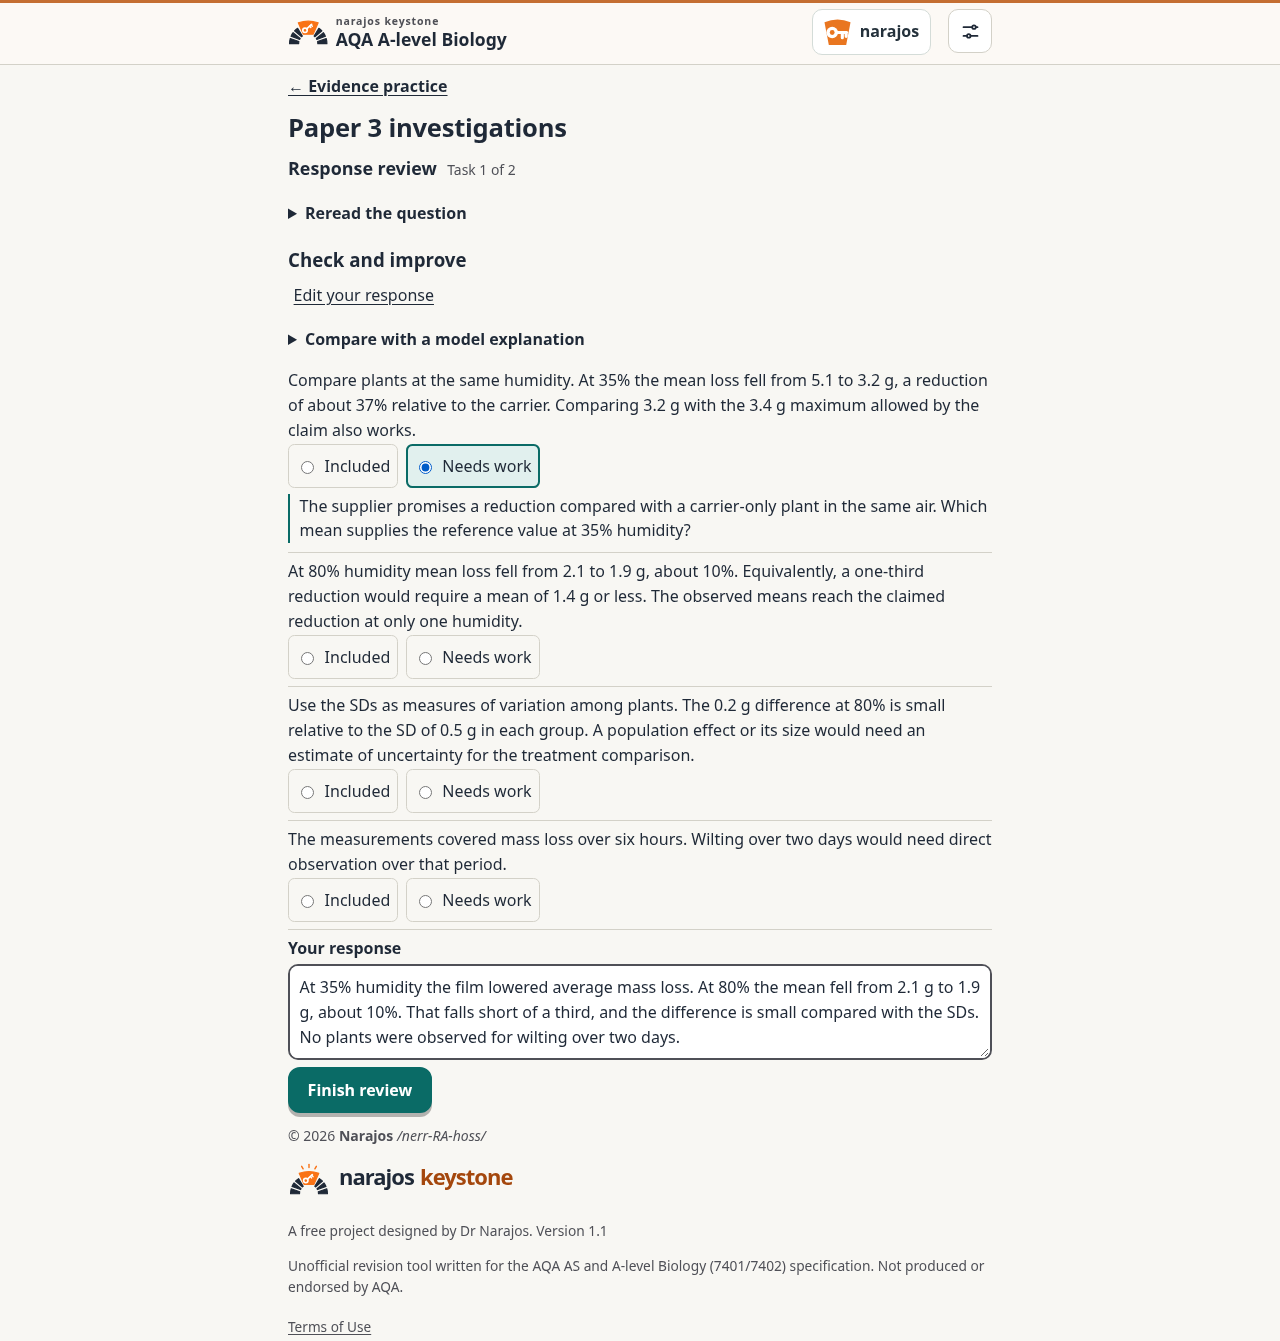 narajos keystone
AQA A-level Biology
narajos
← Evidence practice
Paper 3 investigations
Response review Task 1 of 2
Reread the question
Check and improve
Edit your response
Compare with a model explanation
Compare plants at the same humidity. At 35% the mean loss fell from 5.1 to 3.2 g, a reduction
of about 37% relative to the carrier. Comparing 3.2 g with the 3.4 g maximum allowed by the
claim also works.
Included Needs work
The supplier promises a reduction compared with a carrier-only plant in the same air. Which
mean supplies the reference value at 35% humidity?
At 80% humidity mean loss fell from 2.1 to 1.9 g, about 10%. Equivalently, a one-third
reduction would require a mean of 1.4 g or less. The observed means reach the claimed
reduction at only one humidity.
Included Needs work
Use the SDs as measures of variation among plants. The 0.2 g difference at 80% is small
relative to the SD of 0.5 g in each group. A population effect or its size would need an
estimate of uncertainty for the treatment comparison.
Included Needs work
The measurements covered mass loss over six hours. Wilting over two days would need direct
observation over that period.
Included Needs work
Your response
At 35% humidity the film lowered average mass loss. At 80% the mean fell from 2.1 g to 1.9
g, about 10%. That falls short of a third, and the difference is small compared with the SDs.
No plants were observed for wilting over two days.
Finish review
© 2026 Narajos /nerr-RA-hoss/
narajos keystone
A free project designed by Dr Narajos. Version 1.1
Unofficial revision tool written for the AQA AS and A-level Biology (7401/7402) specification. Not produced or
endorsed by AQA.
Terms of Use